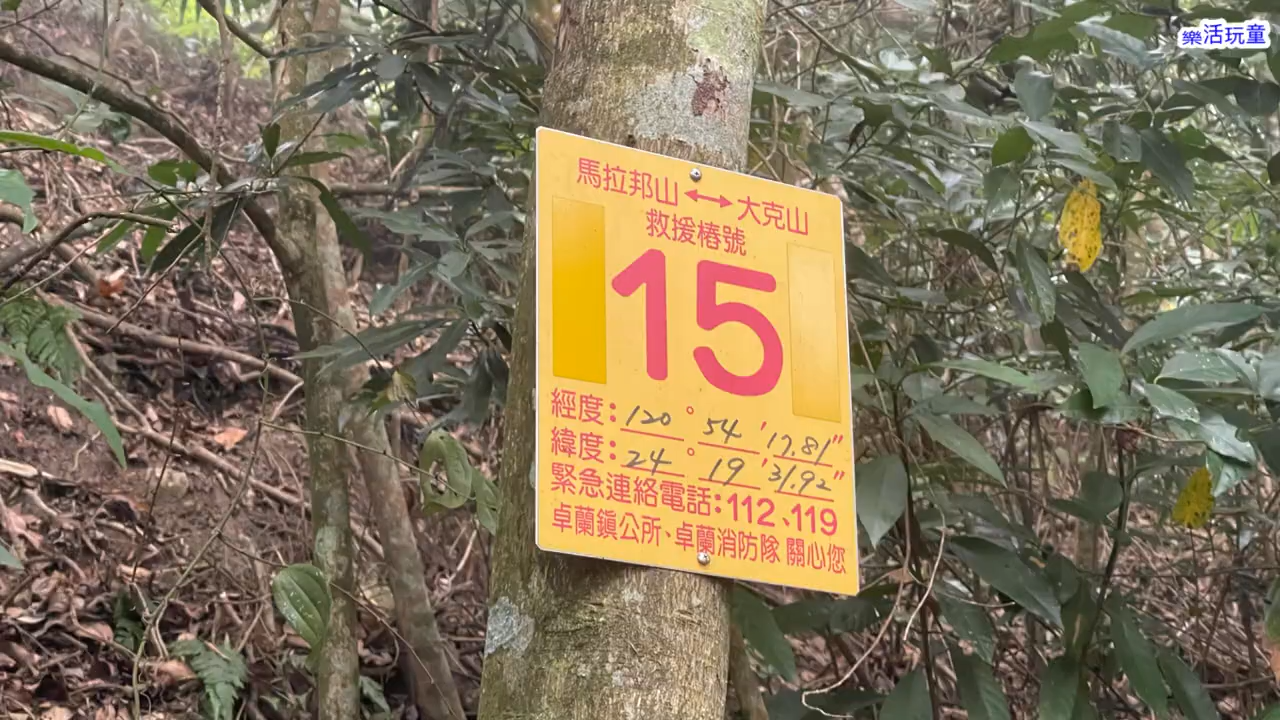 樂活玩童
馬拉邦山↔大克山
救援樁號
15
經度：120°54'17.81"
緯度：24°19'31.92"
緊急連絡電話：112、119
卓蘭鎮公所、卓蘭消防隊 關心您